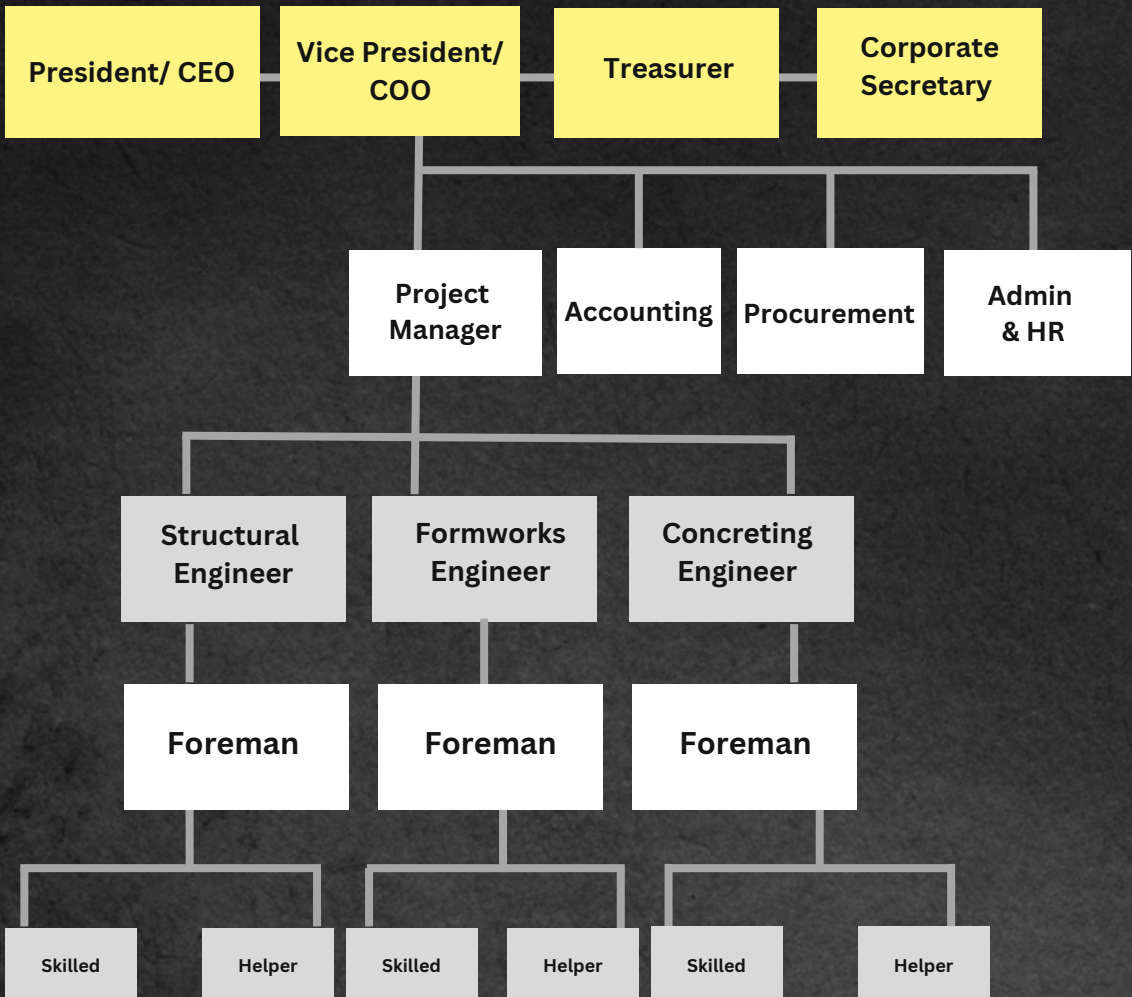 President/ CEO
Vice President/
COO
Treasurer
Corporate
Secretary
Project
Manager
Accounting
Procurement
Admin
& HR
Structural
Engineer
Formworks
Engineer
Concreting
Engineer
Foreman
Foreman
Foreman
Skilled
Helper
Skilled
Helper
Skilled
Helper